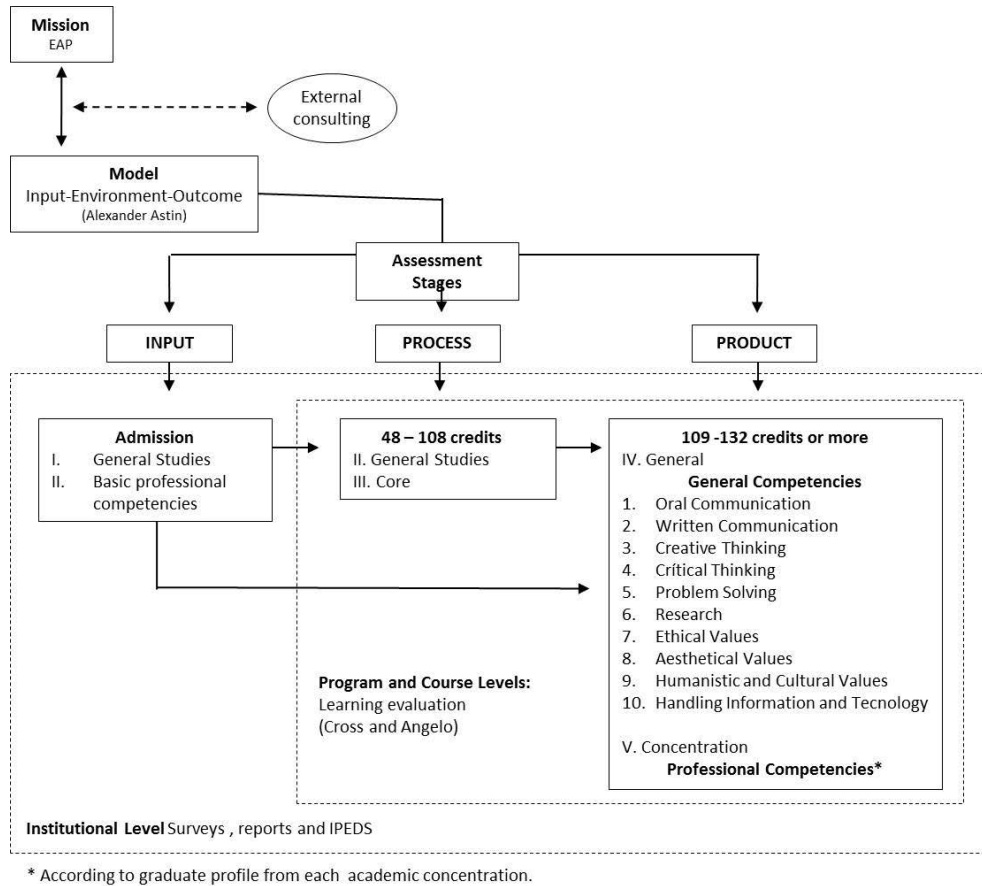 Mission
EAP
External
consulting
Model
Input-Environment-Outcome
(Alexander Astin)
Assessment
Stages
INPUT
PROCESS
PRODUCT
Admission
I. General Studies
II. Basic professional
competencies
48 – 108 credits
II. General Studies
III. Core
109 -132 credits or more
IV. General
General Competencies
1. Oral Communication
2. Written Communication
3. Creative Thinking
4. Crítical Thinking
5. Problem Solving
6. Research
7. Ethical Values
8. Aesthetical Values
9. Humanistic and Cultural Values
10. Handling Information and Tecnology
V. Concentration
Professional Competencies*
Program and Course Levels:
Learning evaluation
(Cross and Angelo)
Institutional Level Surveys , reports and IPEDS
* According to graduate profile from each academic concentration.